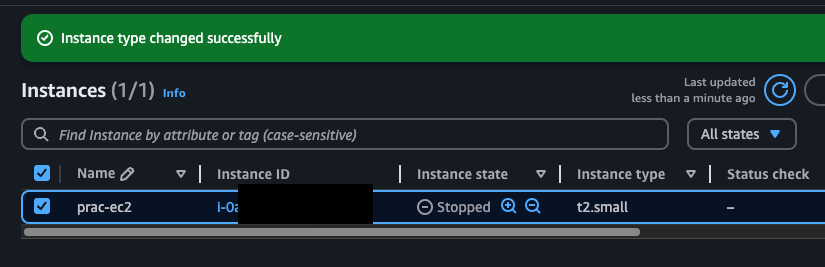 Instance type changed successfully
Instances (1/1) Info
Last updated
less than a minute ago
Find Instance by attribute or tag (case-sensitive)
All states
Name Instance ID Instance state Instance type Status check
prac-ec2 i-0a Stopped t2.small –